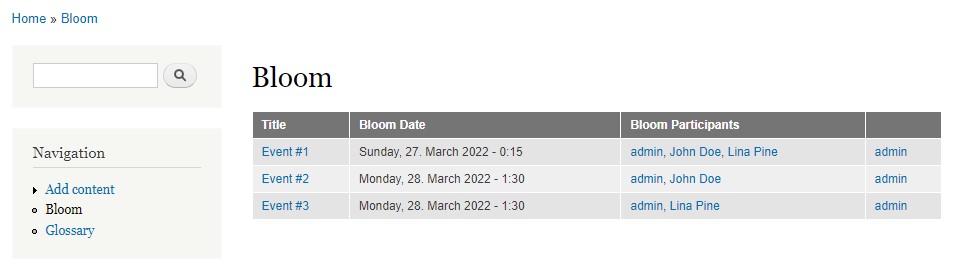 Home » Bloom
Bloom
Title Bloom Date Bloom Participants
Event #1 Sunday, 27. March 2022 - 0:15 admin, John Doe, Lina Pine admin
Event #2 Monday, 28. March 2022 - 1:30 admin, John Doe admin
Event #3 Monday, 28. March 2022 - 1:30 admin, Lina Pine admin
Navigation
Add content
Bloom
Glossary